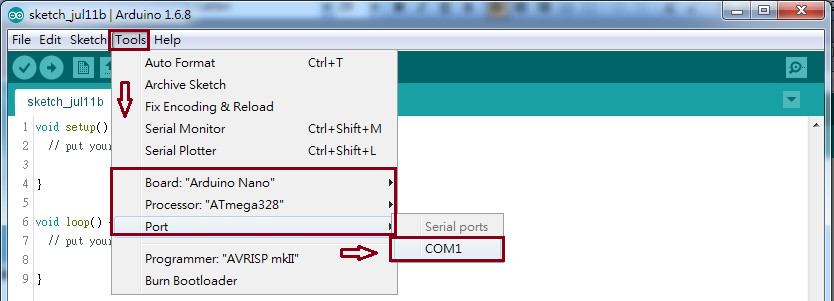 sketch_jul11b | Arduino 1.6.8
File Edit Sketch Tools Help
Auto Format Ctrl+T
Archive Sketch
sketch_jul11b
Fix Encoding & Reload
Serial Monitor Ctrl+Shift+M
Serial Plotter Ctrl+Shift+L
Board: "Arduino Nano"
Processor: "ATmega328"
Port
Serial ports
COM1
Programmer: "AVRISP mkII"
Burn Bootloader
1 void setup()
2 // put your
3
4 }
5
6 void loop() {
7 // put your
8
9 }